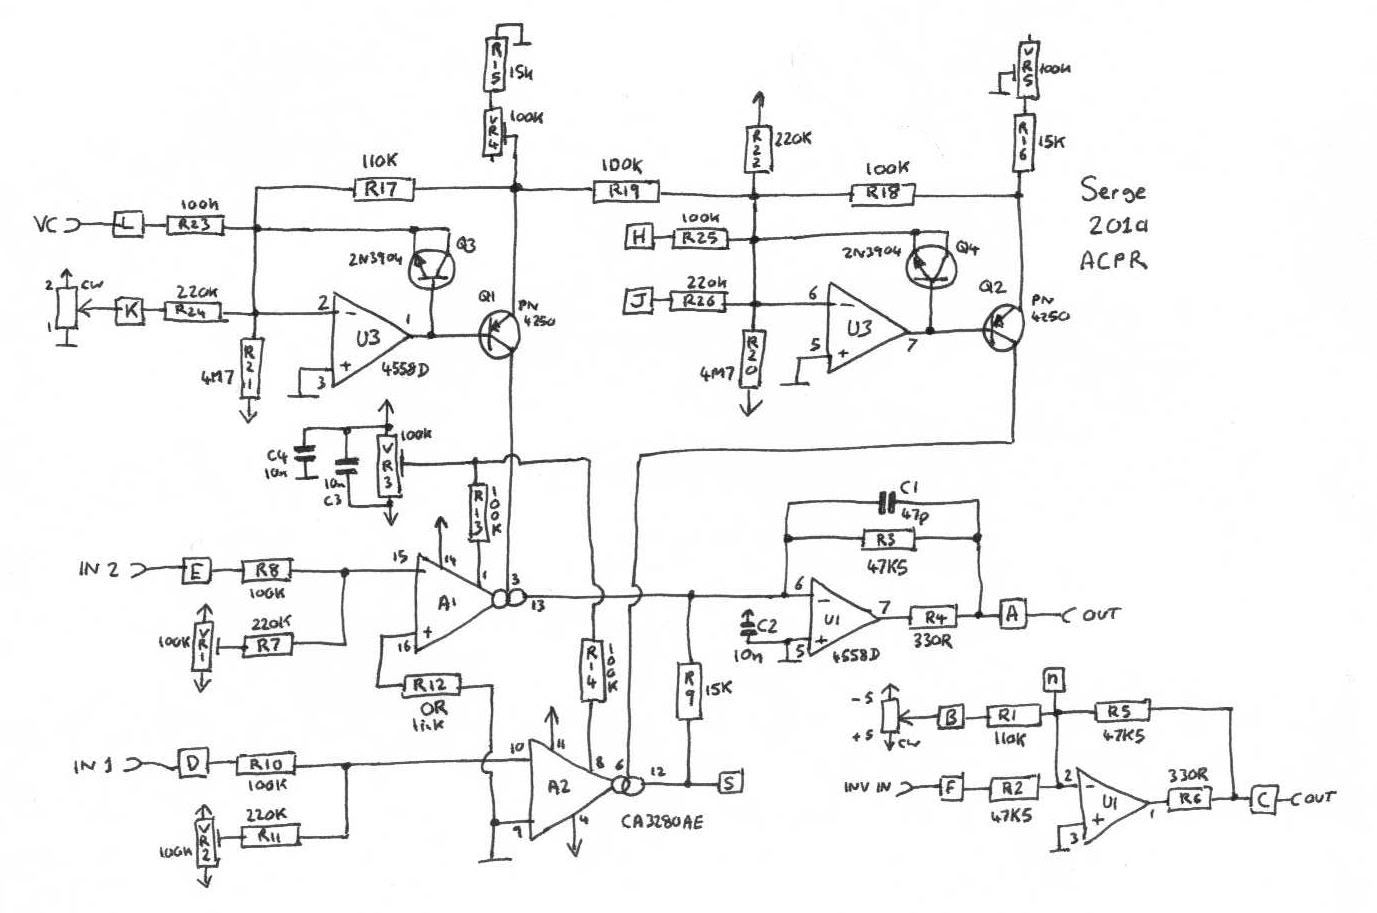 R15
15K
VR4
100K
VR5
100K
R16
15K
R22
220K
110K
R17
100K
R19
100K
R18
Serge
201a
ACPR
VC
L
100K
R23
Q3
2N3904
H
100K
R25
2N3904
Q4
2
CW
1
K
220K
R24
2
-
U3
+
3
1
4558D
Q1
PN
4250
J
220K
R26
6
-
U3
+
5
7
Q2
PN
4250
R21
4M7
R20
4M7
C4
10n
10n
C3
VR3
100K
R13
100K
C1
47p
R3
47K5
IN 2
E
R8
100K
15
14
1
A1
+
16
3
13
6
-
U1
+
5
7
4558D
R4
330R
A
OUT
C2
10n
100K
VR1
220K
R7
R12
0R
link
R14
100K
R9
15K
n
-5
+5
CW
B
R1
110K
R5
47K5
IN 1
D
R10
100K
10
11
8
A2
9
4
6
12
S
CA3280AE
INV IN
F
R2
47K5
2
-
U1
+
3
1
330R
R6
C
OUT
100K
VR2
220K
R11